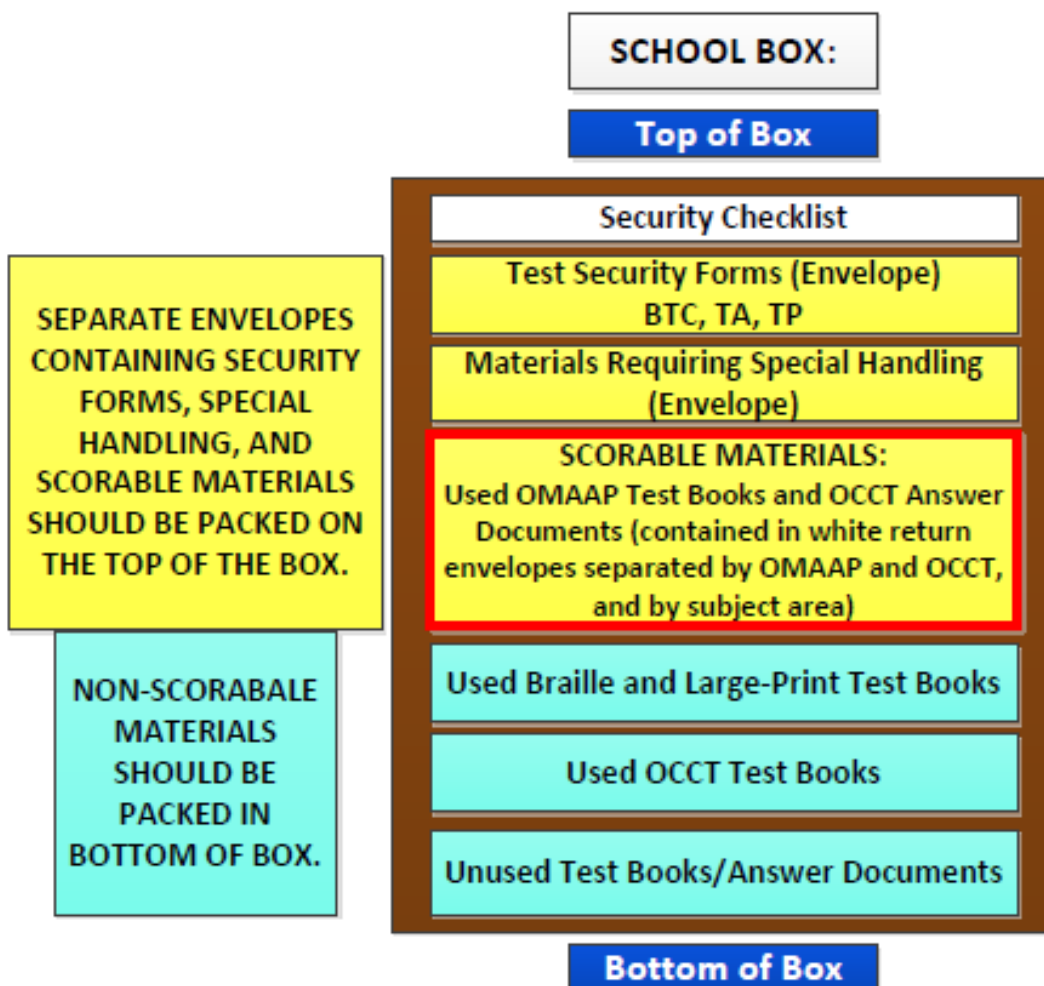 SCHOOL BOX:
Top of Box
Security Checklist
Test Security Forms (Envelope)
BTC, TA, TP
Materials Requiring Special Handling
(Envelope)
SCORABLE MATERIALS:
Used OMAAP Test Books and OCCT Answer
Documents (contained in white return
envelopes separated by OMAAP and OCCT,
and by subject area)
Used Braille and Large-Print Test Books
Used OCCT Test Books
Unused Test Books/Answer Documents
Bottom of Box
SEPARATE ENVELOPES
CONTAINING SECURITY
FORMS, SPECIAL
HANDLING, AND
SCORABLE MATERIALS
SHOULD BE PACKED ON
THE TOP OF THE BOX.
NON-SCORABALE
MATERIALS
SHOULD BE
PACKED IN
BOTTOM OF BOX.